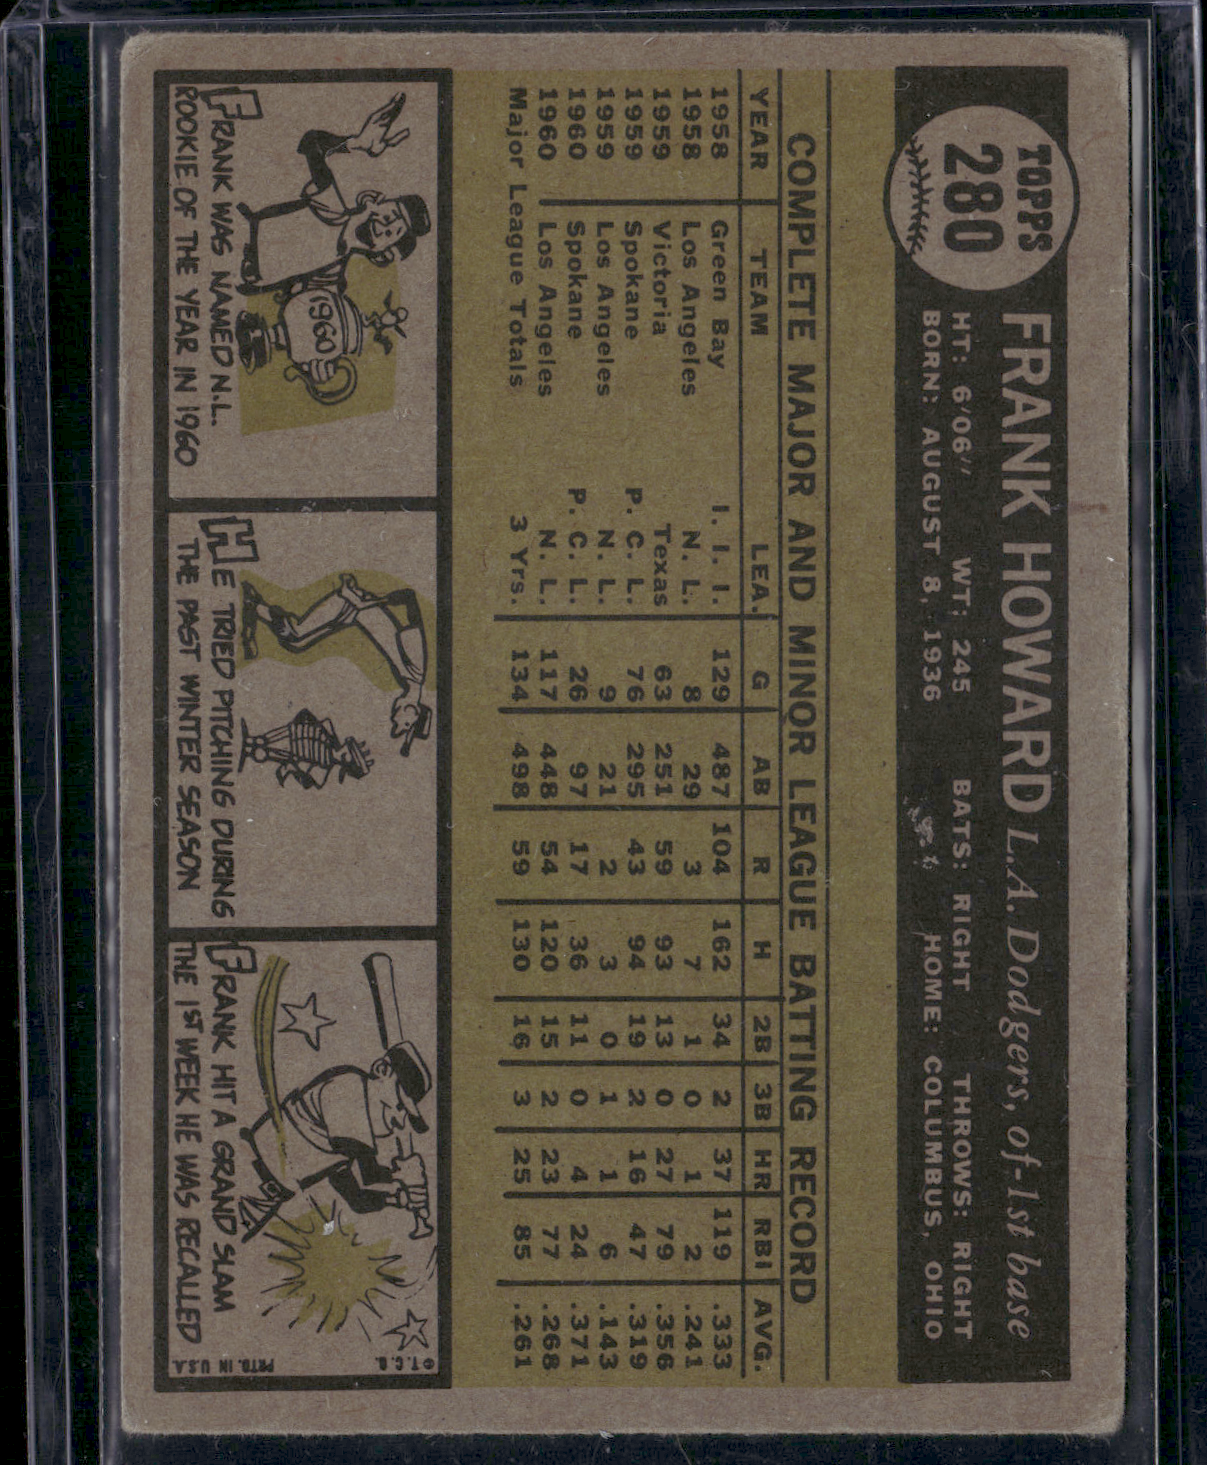 TOPPS
280
FRANK HOWARD L.A. Dodgers, of-1st base
HT: 6'06" WT: 245 BATS: RIGHT THROWS: RIGHT
BORN: AUGUST 8, 1936 HOME: COLUMBUS, OHIO
COMPLETE MAJOR AND MINOR LEAGUE BATTING RECORD
YEAR TEAM LEA. G AB R H 2B 3B HR RBI AVG.
1958 Green Bay I. I. I. 129 487 104 162 34 2 37 119 .333
1958 Los Angeles N. L. 8 29 3 7 1 0 1 2 .241
1959 Victoria Texas 63 251 59 93 13 0 27 79 .356
1959 Spokane P. C. L. 76 295 43 94 19 2 16 47 .319
1959 Los Angeles N. L. 9 21 2 3 0 1 1 6 .143
1960 Spokane P. C. L. 26 97 17 36 11 0 4 24 .371
1960 Los Angeles N. L. 117 448 54 120 15 2 23 77 .268
Major League Totals 3 Yrs. 134 498 59 130 16 3 25 85 .261
1960
FRANK WAS NAMED N.L.
ROOKIE OF THE YEAR IN 1960
HE TRIED PITCHING DURING
THE PAST WINTER SEASON
FRANK HIT A GRAND SLAM
THE 1ST WEEK HE WAS RECALLED
©T.C.G.
PRTD. IN U.S.A.